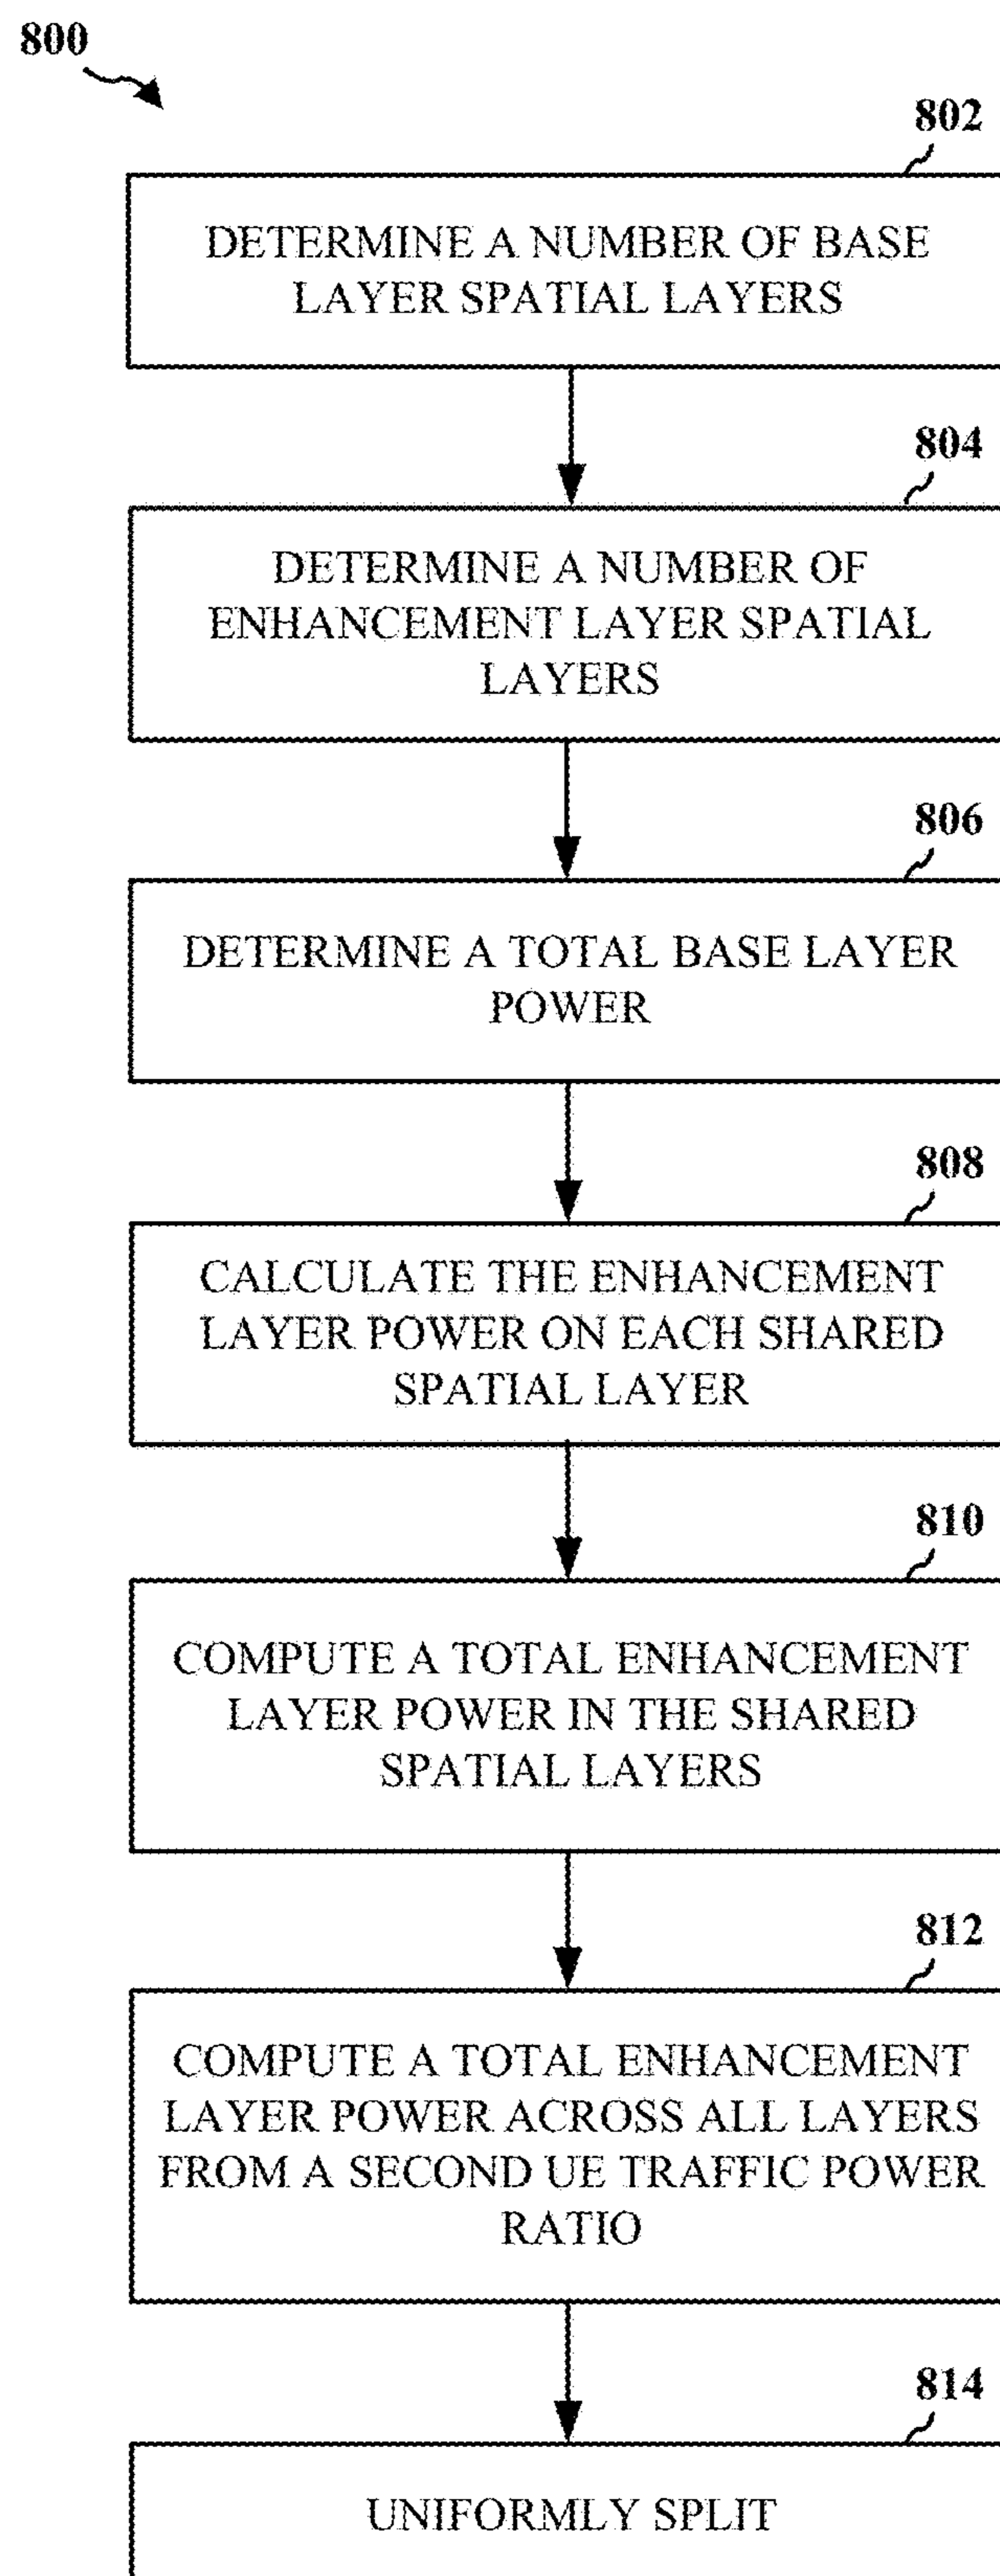 800
802
DETERMINE A NUMBER OF BASE
LAYER SPATIAL LAYERS
804
DETERMINE A NUMBER OF
ENHANCEMENT LAYER SPATIAL
LAYERS
806
DETERMINE A TOTAL BASE LAYER
POWER
808
CALCULATE THE ENHANCEMENT
LAYER POWER ON EACH SHARED
SPATIAL LAYER
810
COMPUTE A TOTAL ENHANCEMENT
LAYER POWER IN THE SHARED
SPATIAL LAYERS
812
COMPUTE A TOTAL ENHANCEMENT
LAYER POWER ACROSS ALL LAYERS
FROM A SECOND UE TRAFFIC POWER
RATIO
814
UNIFORMLY SPLIT